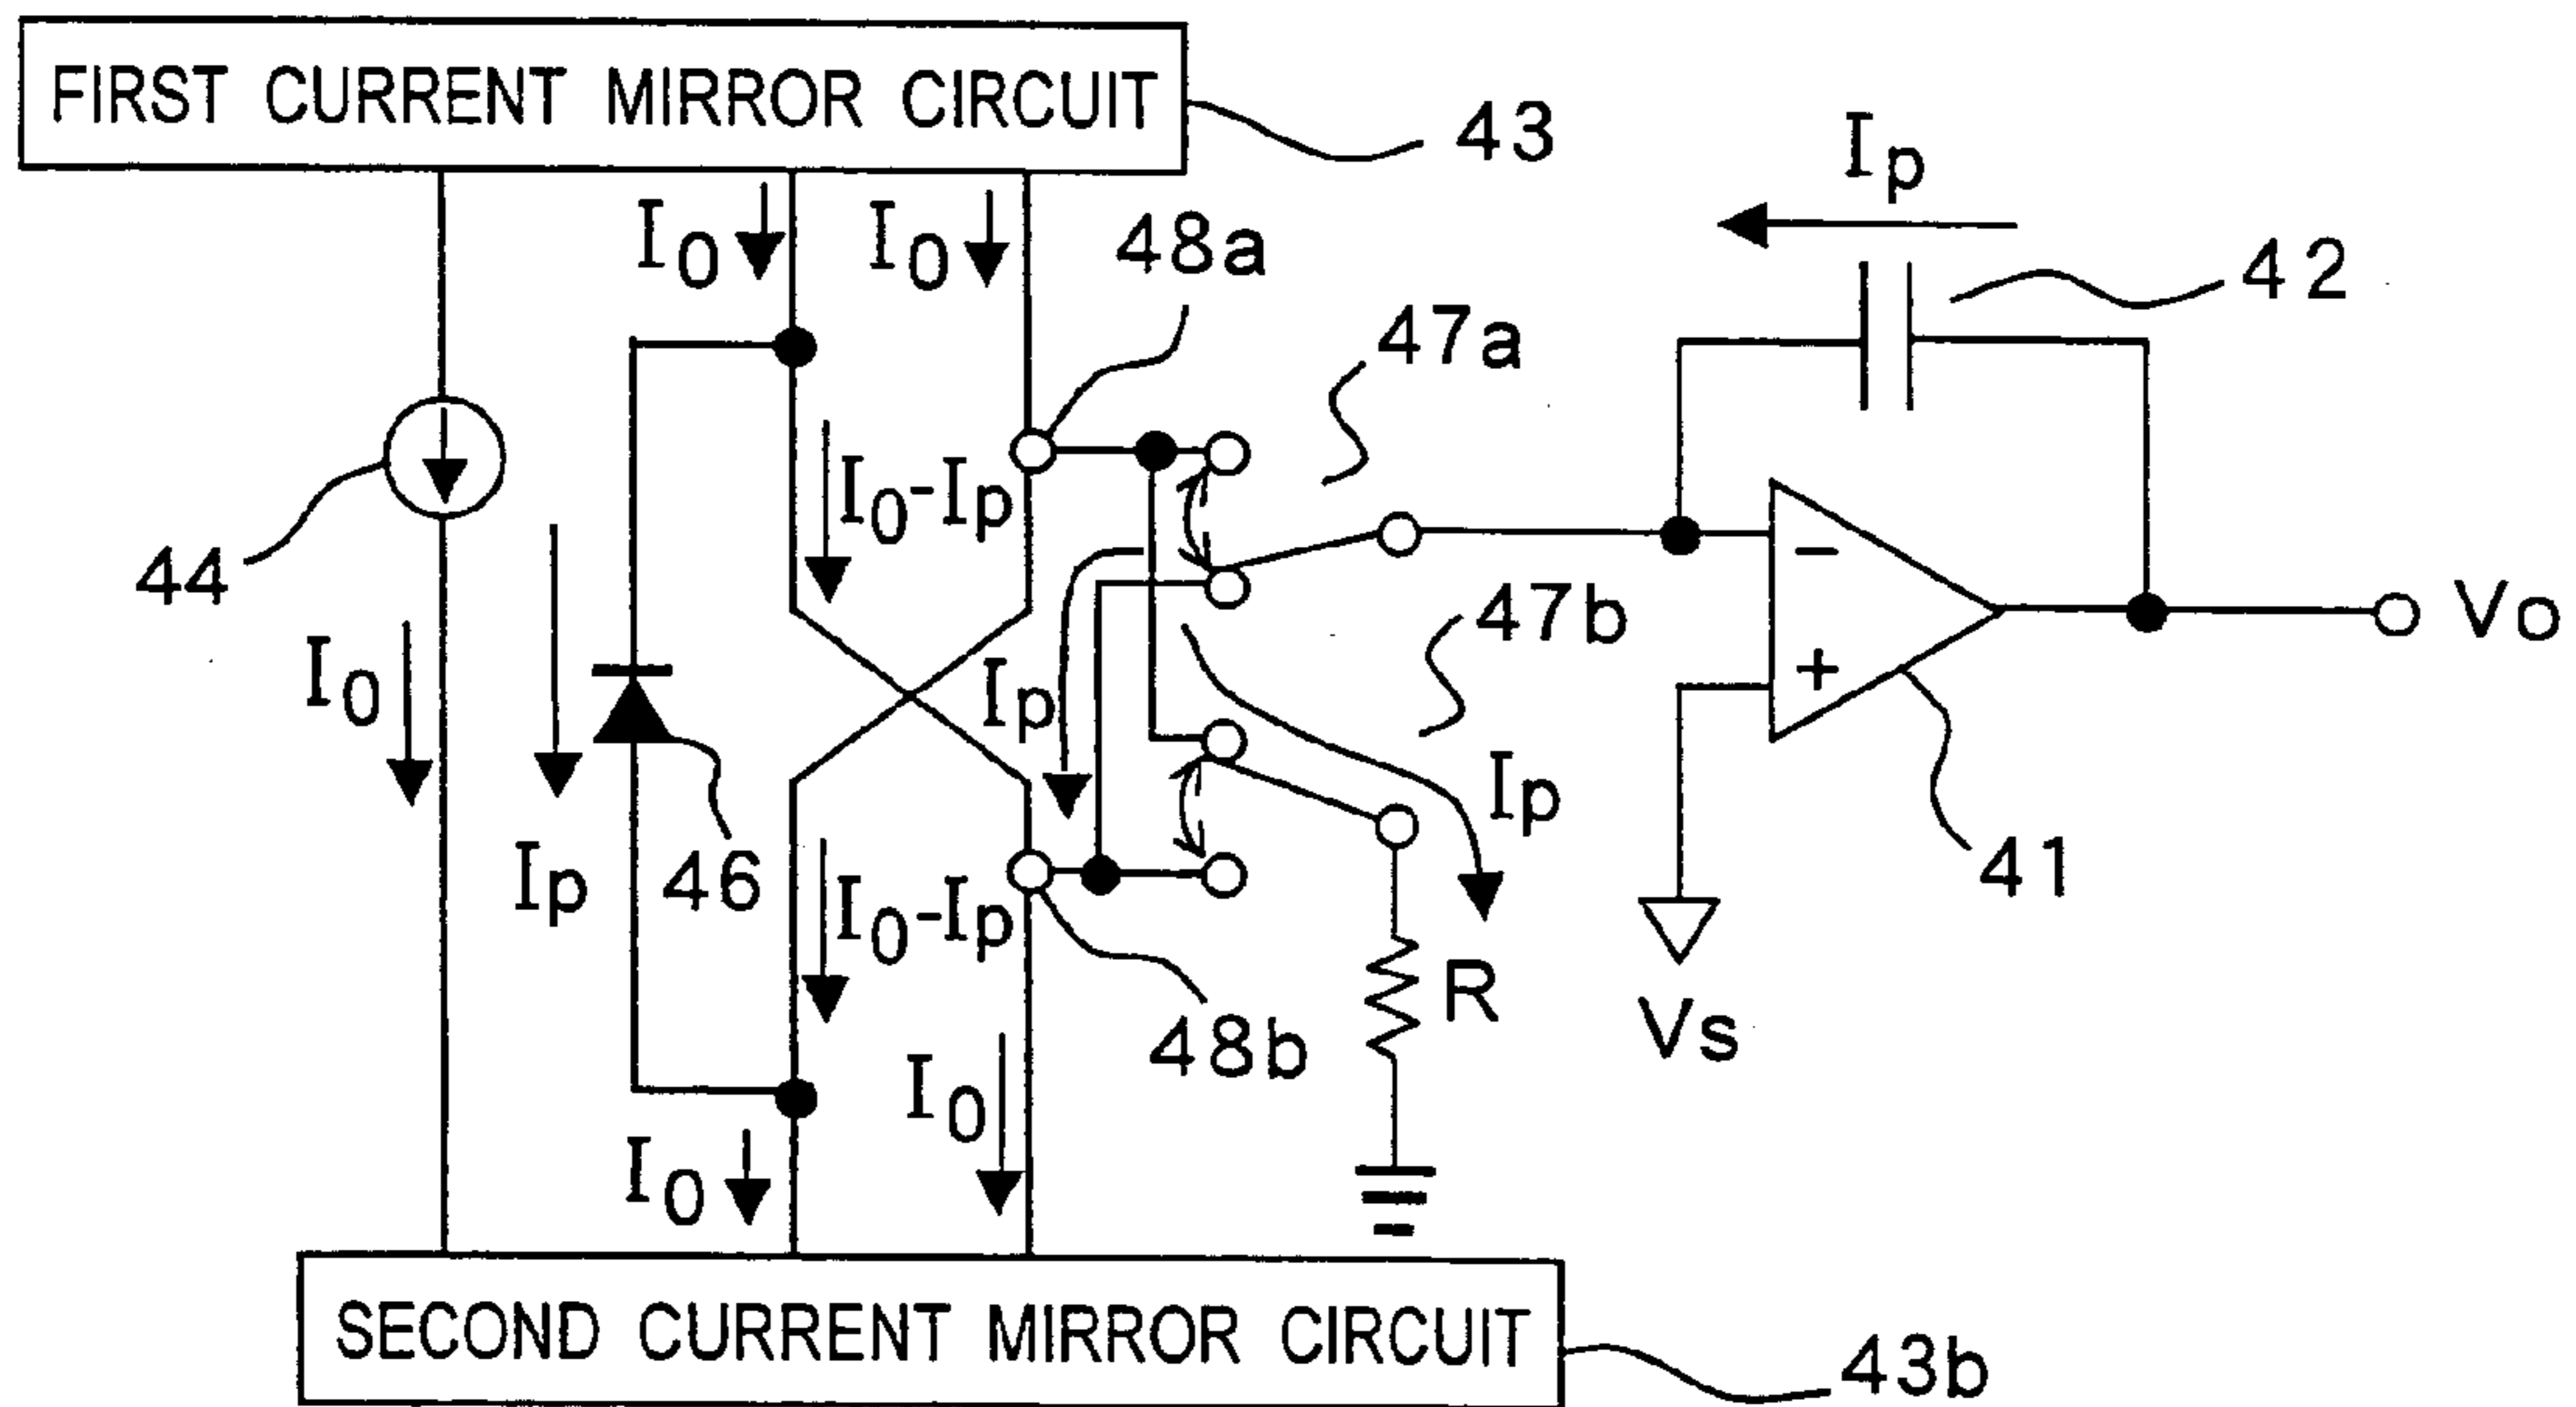 FIRST CURRENT MIRROR CIRCUIT
43
Ip
I0
I0
48a
42
47a
I0-Ip
44
47b
Vo
I0
Ip
Ip
Ip
46
41
I0-Ip
R
Vs
48b
I0
I0
SECOND CURRENT MIRROR CIRCUIT
43b